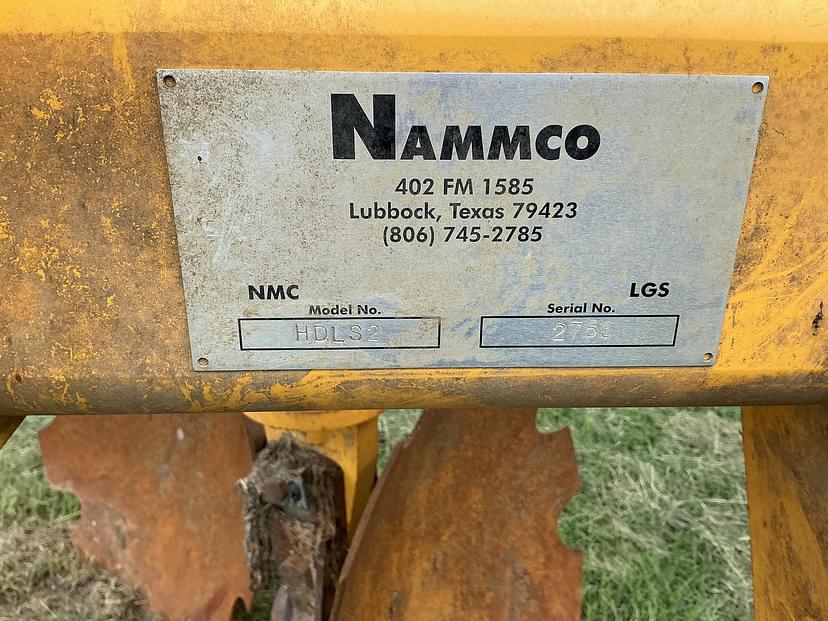 NAMMCO
402 FM 1585
Lubbock, Texas 79423
(806) 745-2785
NMC LGS
Model No. Serial No.
HDLS2 2753